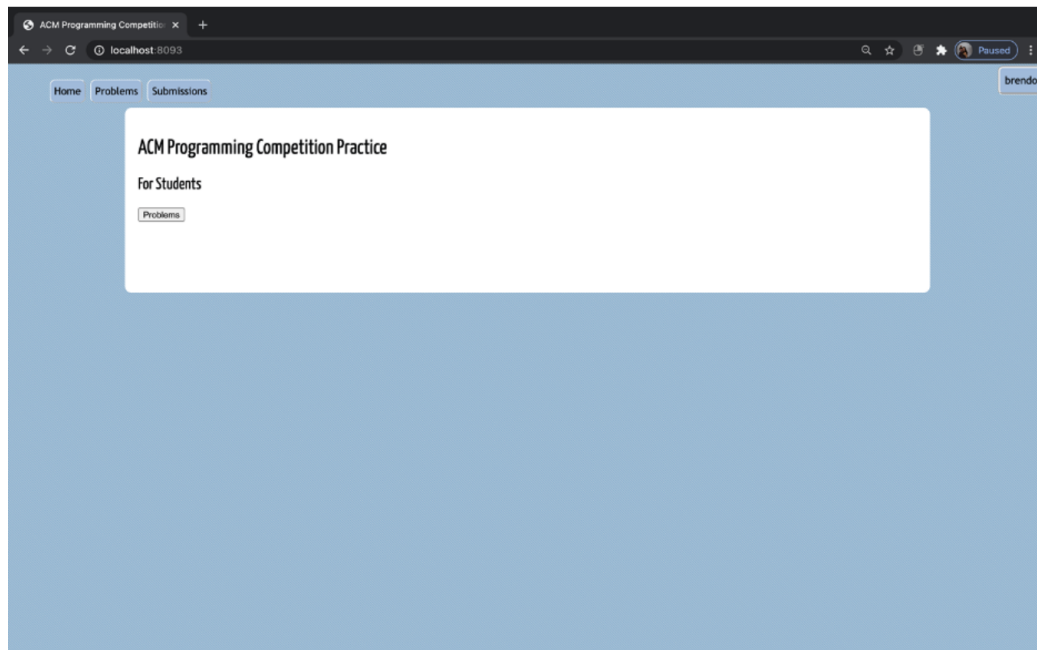 ACM Programming Competitio
localhost:8093
Paused
Home Problems Submissions
brendo
ACM Programming Competition Practice
For Students
Problems